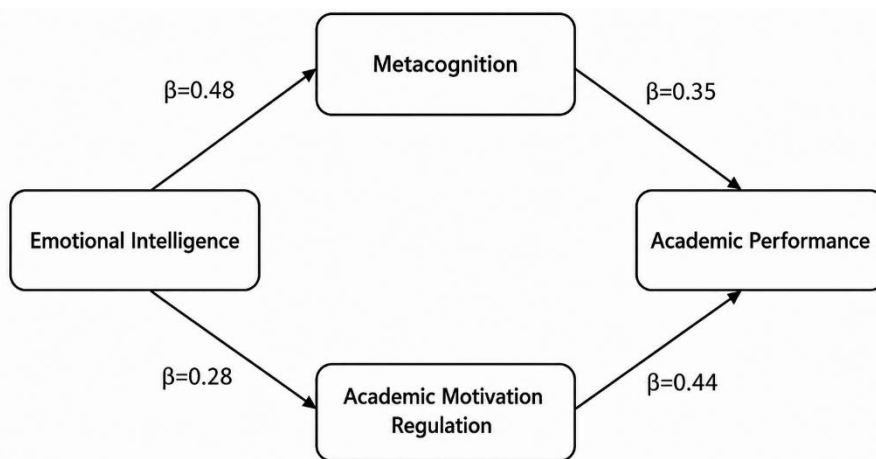 Metacognition
β=0.48
β=0.35
Emotional Intelligence
Academic Performance
β=0.28
Academic Motivation
Regulation
β=0.44